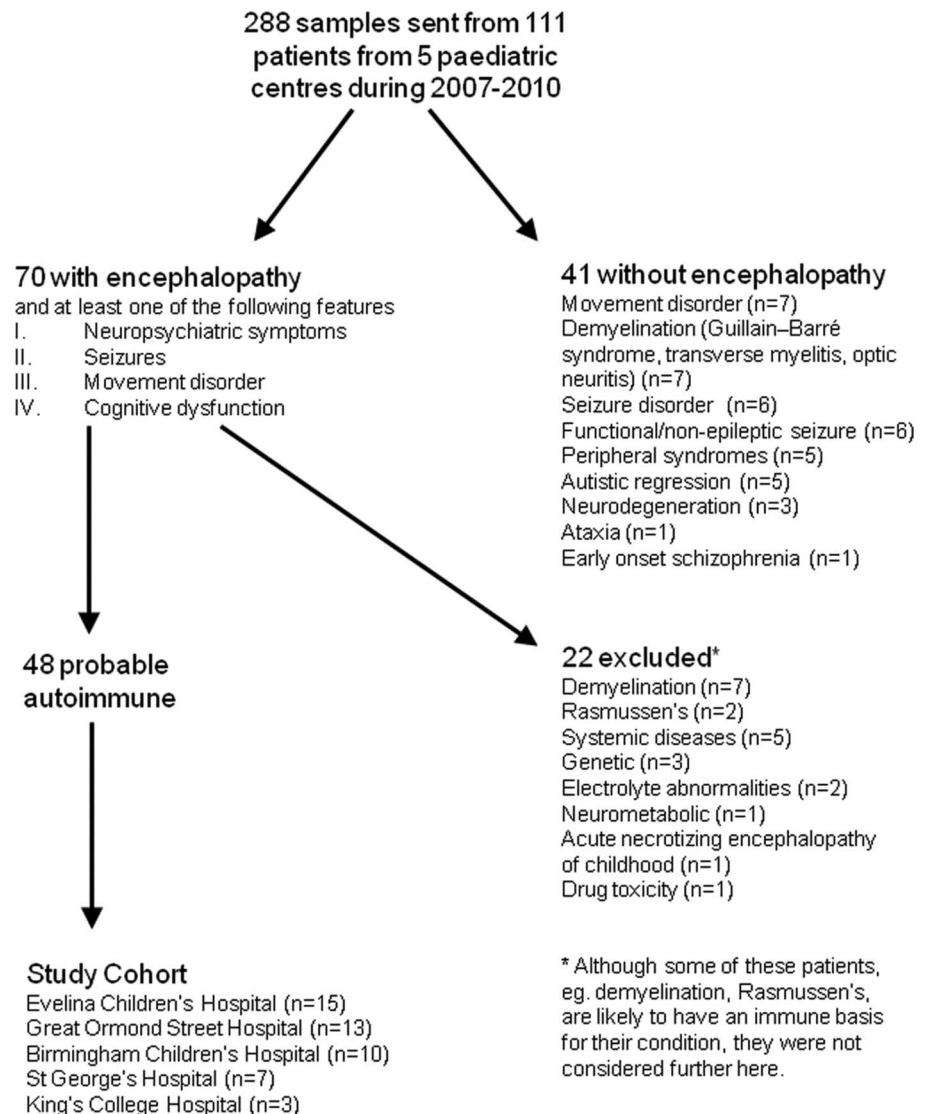 288 samples sent from 111
patients from 5 paediatric
centres during 2007-2010
70 with encephalopathy
and at least one of the following features
I. Neuropsychiatric symptoms
II. Seizures
III. Movement disorder
IV. Cognitive dysfunction
41 without encephalopathy
Movement disorder (n=7)
Demyelination (Guillain–Barré
syndrome, transverse myelitis, optic
neuritis) (n=7)
Seizure disorder (n=6)
Functional/non-epileptic seizure (n=6)
Peripheral syndromes (n=5)
Autistic regression (n=5)
Neurodegeneration (n=3)
Ataxia (n=1)
Early onset schizophrenia (n=1)
48 probable
autoimmune
22 excluded*
Demyelination (n=7)
Rasmussen's (n=2)
Systemic diseases (n=5)
Genetic (n=3)
Electrolyte abnormalities (n=2)
Neurometabolic (n=1)
Acute necrotizing encephalopathy
of childhood (n=1)
Drug toxicity (n=1)
Study Cohort
Evelina Children's Hospital (n=15)
Great Ormond Street Hospital (n=13)
Birmingham Children's Hospital (n=10)
St George's Hospital (n=7)
King's College Hospital (n=3)
* Although some of these patients,
eg. demyelination, Rasmussen's,
are likely to have an immune basis
for their condition, they were not
considered further here.